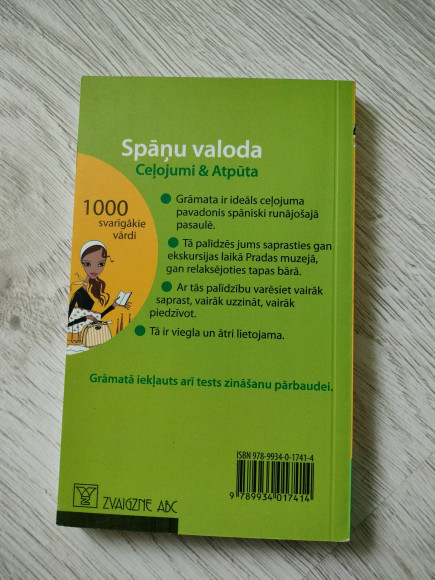 Spāņu valoda
Ceļojumi & Atpūta
1000
svarīgākie
vārdi
Grāmata ir ideāls ceļojuma
pavadonis spāniski runājošajā
pasaulē.
Tā palīdzēs jums saprasties gan
ekskursijas laikā Pradas muzejā,
gan relaksējoties tapas bārā.
Ar tās palīdzību varēsiet vairāk
saprast, vairāk uzzināt, vairāk
piedzīvot.
Tā ir viegla un ātri lietojama.
Grāmatā iekļauts arī tests zināšanu pārbaudei.
ISBN 978-9934-0-1741-4
9 789934 017414
ZVAIGZNE ABC